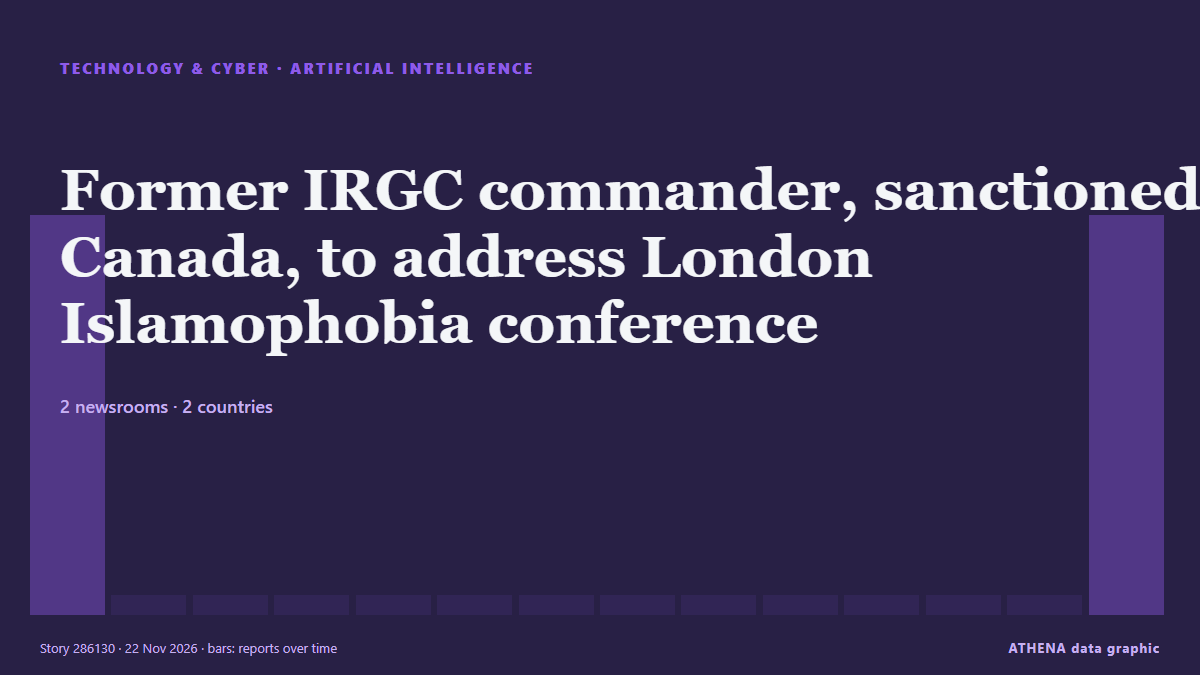 TECHNOLOGY & CYBER · ARTIFICIAL INTELLIGENCE
Former IRGC commander, sanctioned
Canada, to address London
Islamophobia conference
2 newsrooms · 2 countries
Story 286130 · 22 Nov 2026 · bars: reports over time
ATHENA data graphic